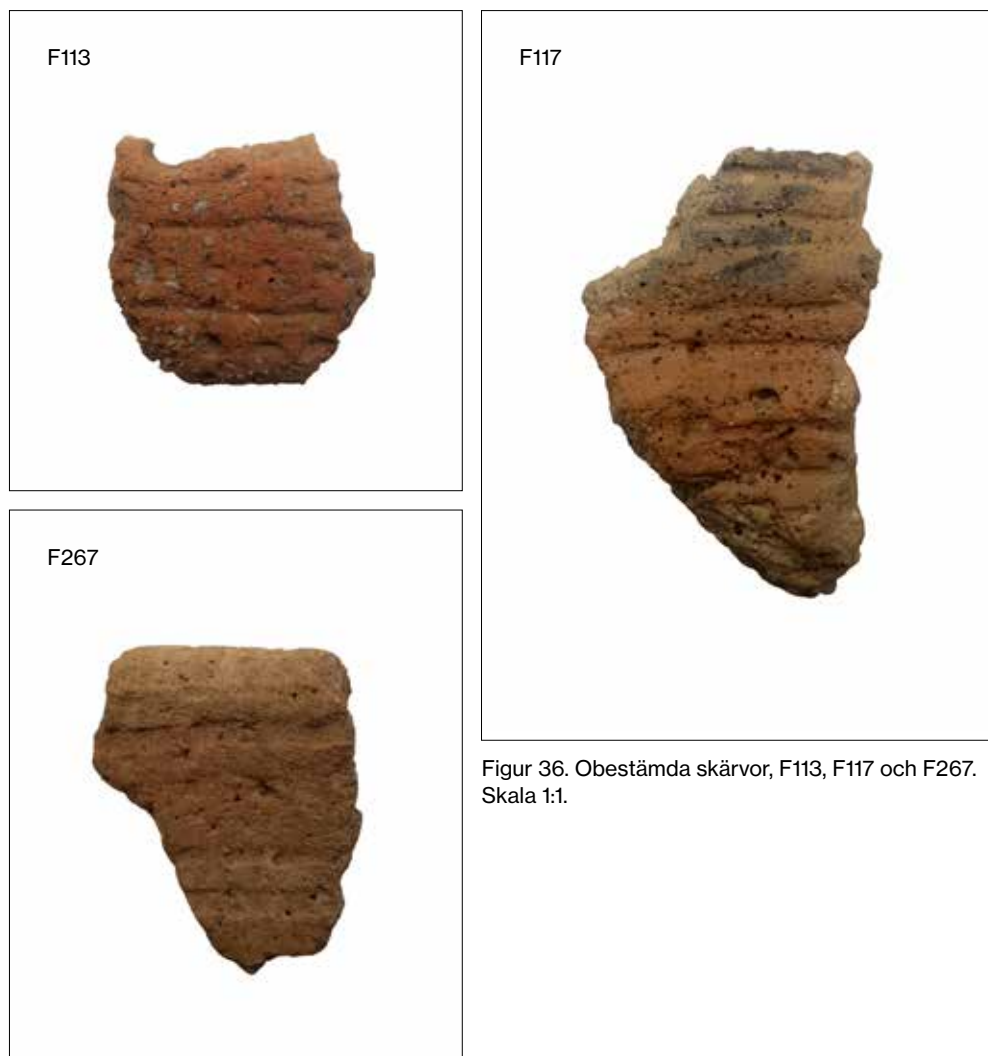 F113
F117
F267
Figur 36. Obestämda skärvor, F113, F117 och F267.
Skala 1:1.